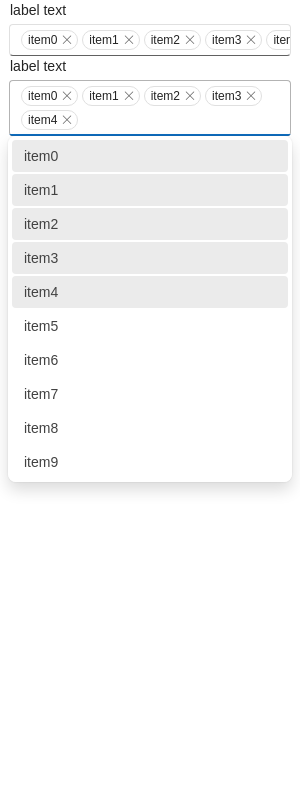 label text
item0 item1 item2 item3 iter
label text
item0 item1 item2 item3
item4
item0
item1
item2
item3
item4
item5
item6
item7
item8
item9